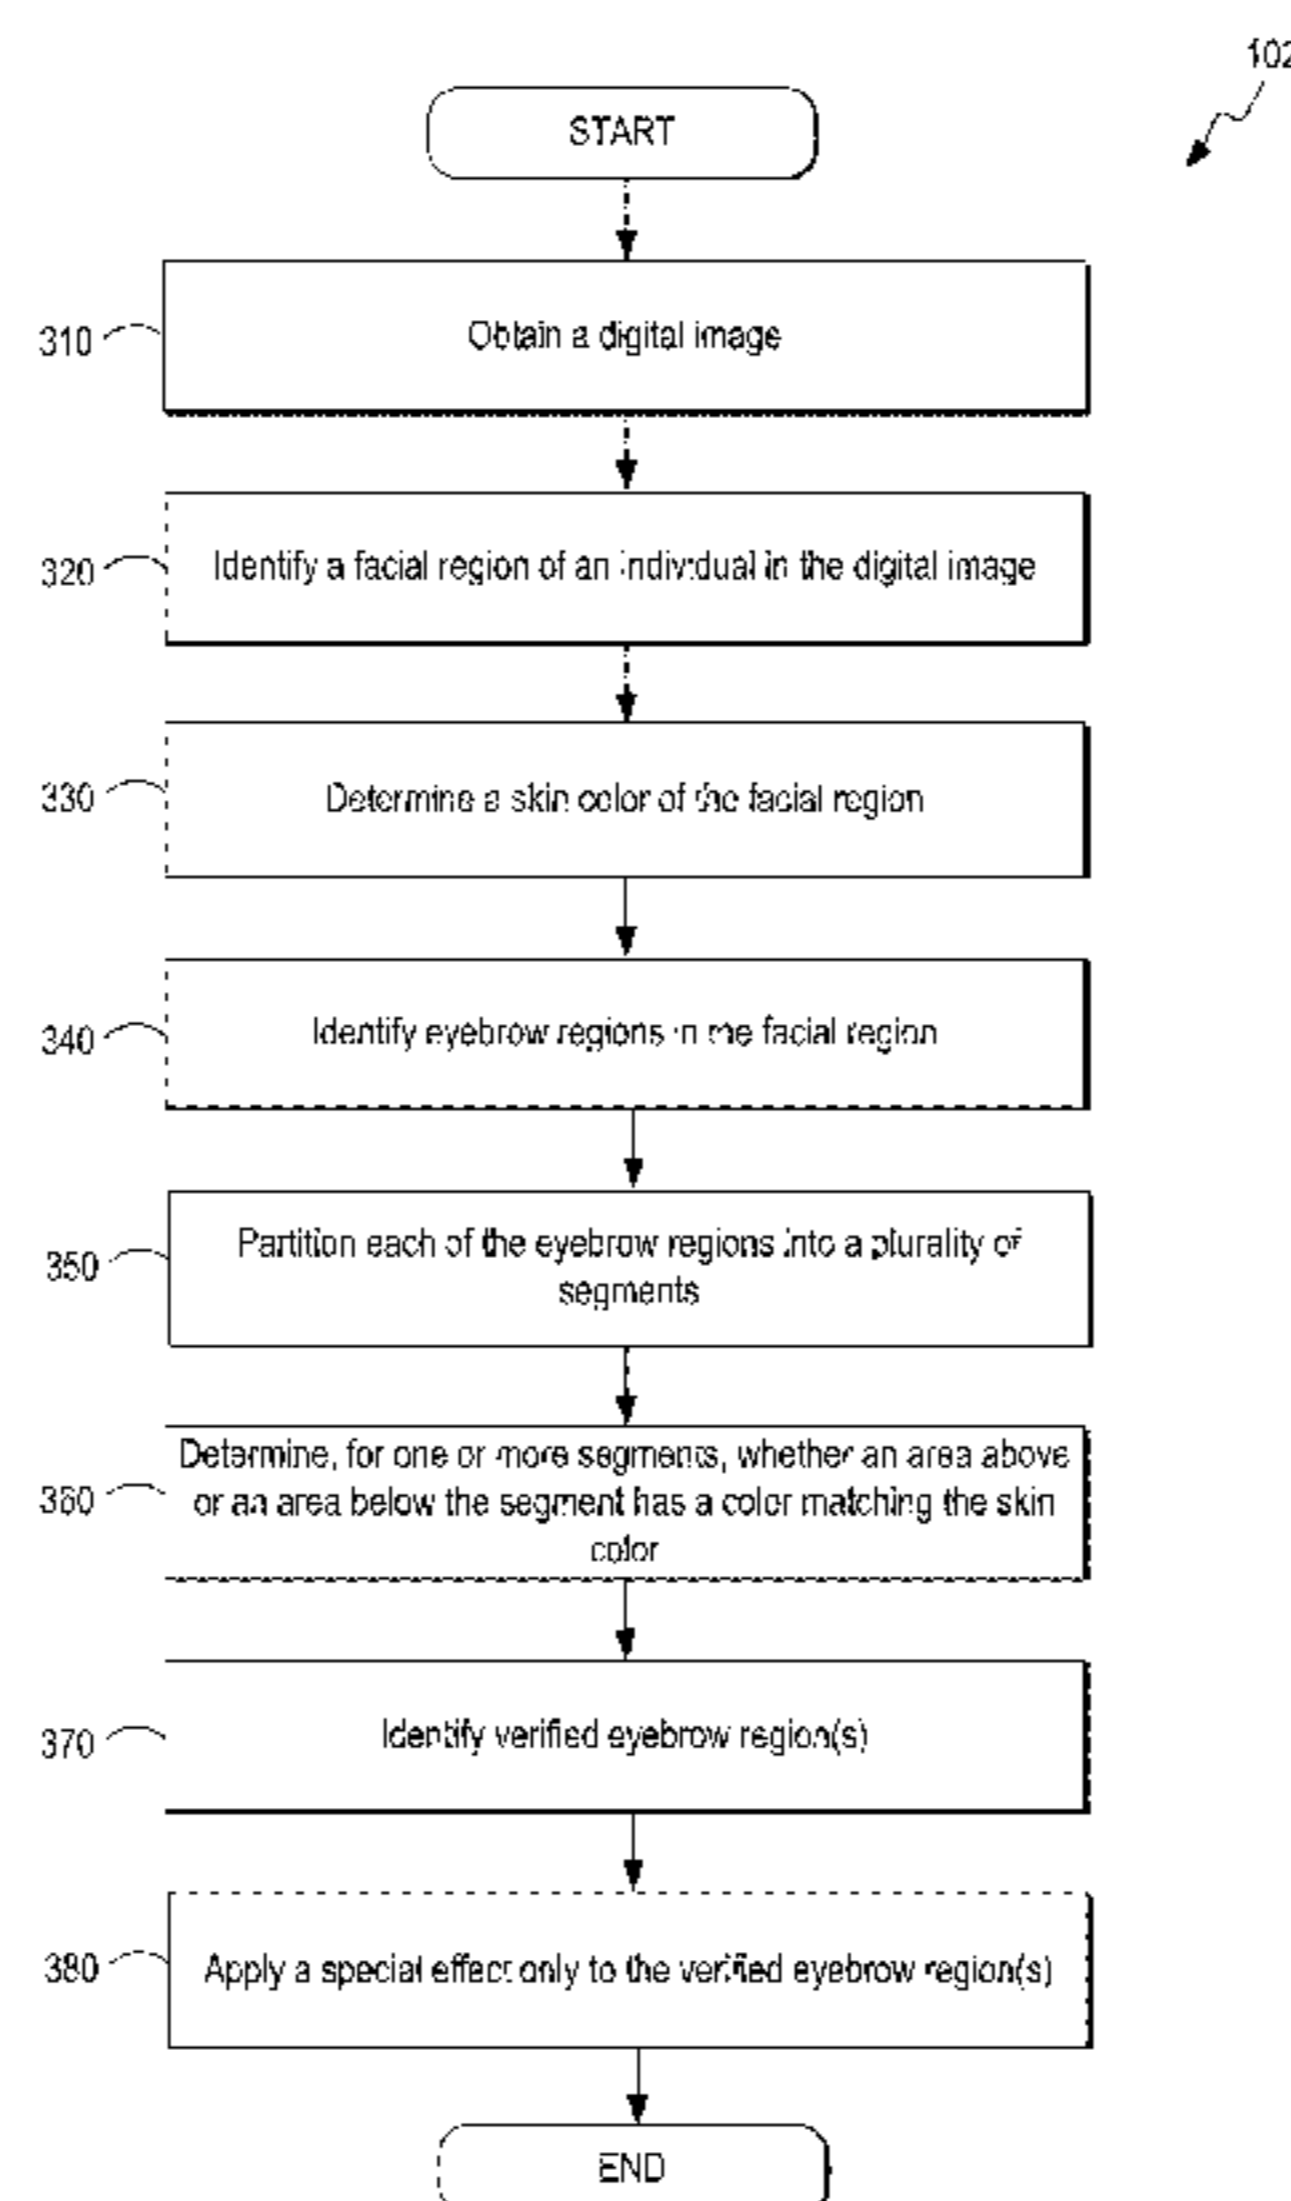 102
START
310
Obtain a digital image
320
Identify a facial region of an individual in the digital image
330
Determine a skin color of the facial region
340
Identify eyebrow regions in the facial region
350
Partition each of the eyebrow regions into a plurality of
segments
360
Determine, for one or more segments, whether an area above
or an area below the segment has a color matching the skin
color
370
Identify verified eyebrow region(s)
380
Apply a special effect only to the verified eyebrow region(s)
END